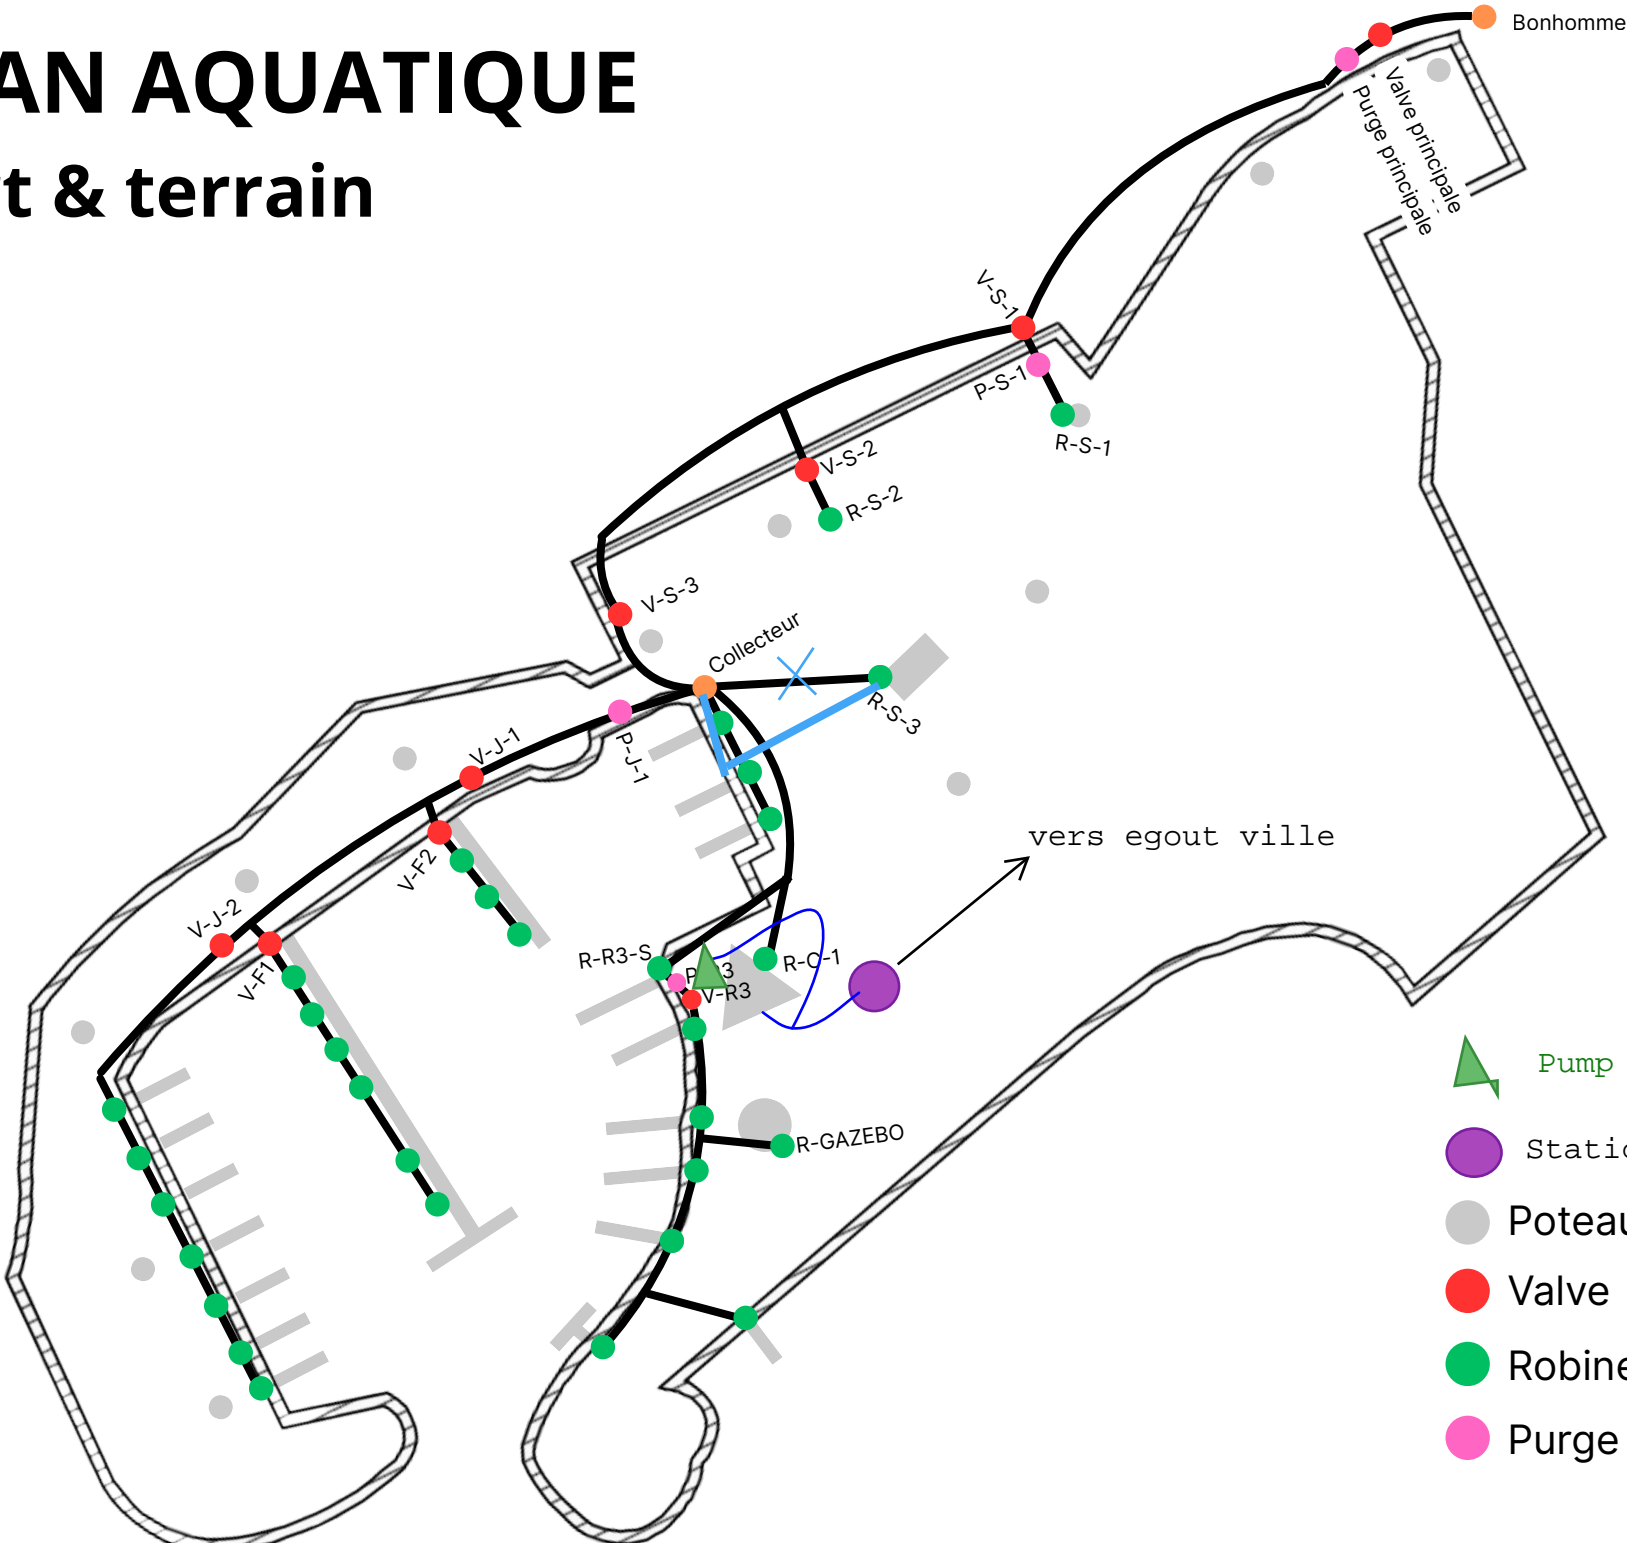 AN AQUATIQUE
t & terrain
Bonhomme
Valve principale
Purge principale
V-S-1
P-S-1
R-S-1
V-S-2
R-S-2
V-S-3
Collecteur
R-S-3
V-J-1
P-J-1
V-F2
V-J-2
V-F1
vers egout ville
R-R3-S
R-C-1
V-R3
R-GAZEBO
Pump
Static
Poteau
Valve
Robine
Purge